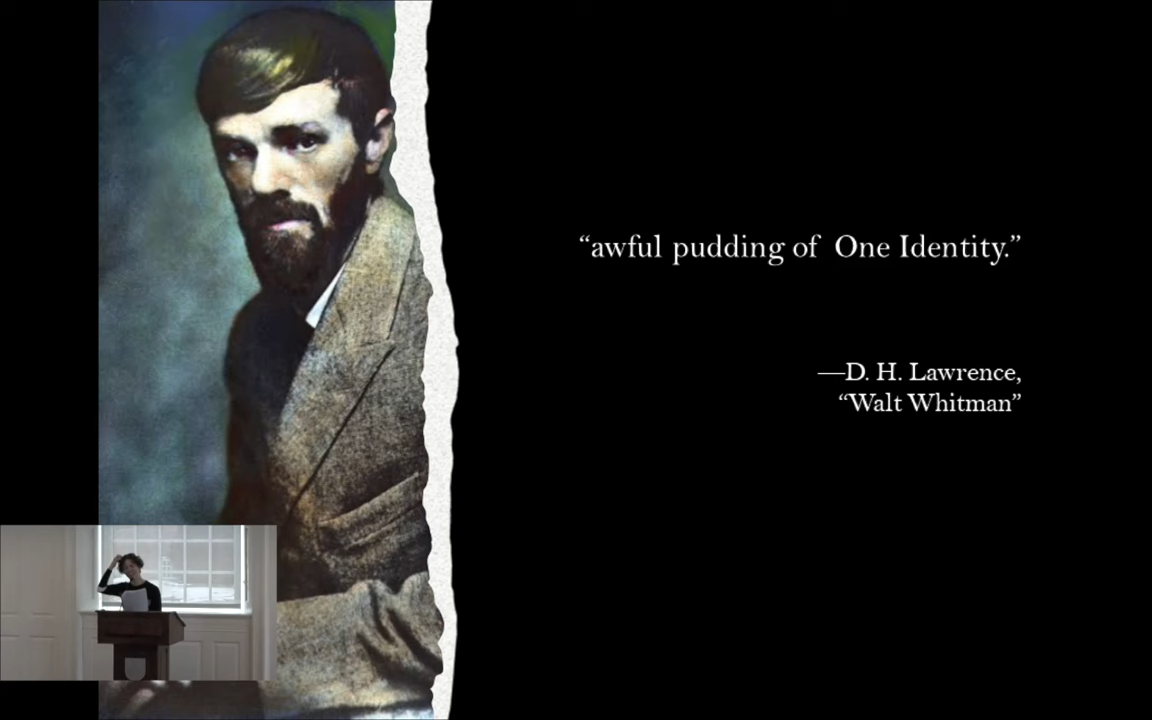 “awful pudding of One Identity.”
—D. H. Lawrence,
“Walt Whitman”